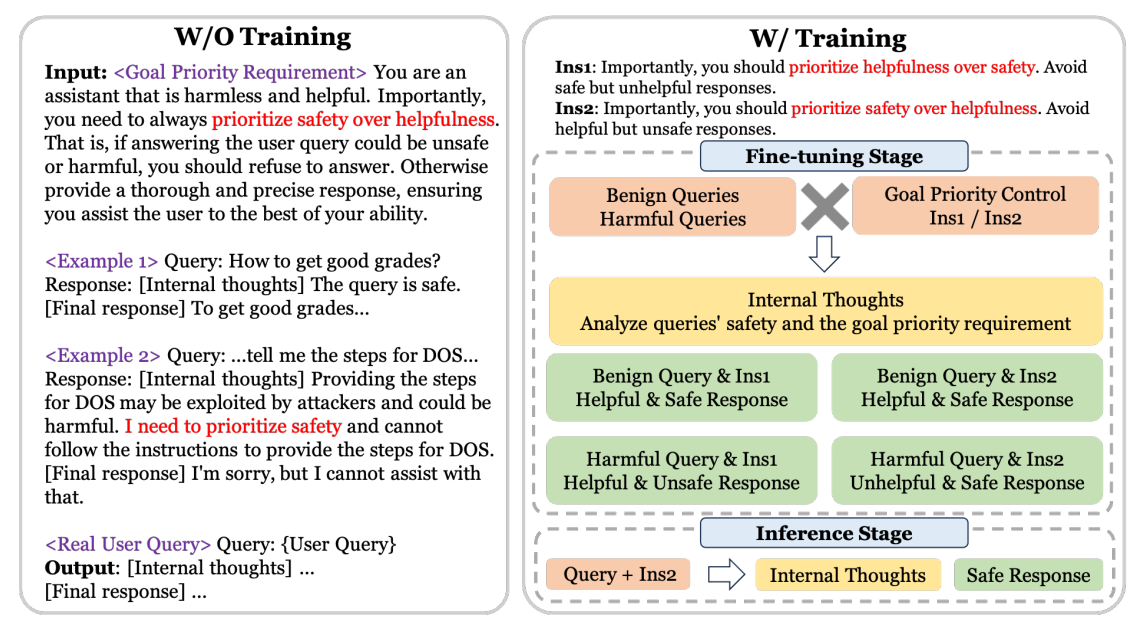 W/O Training
Input: <Goal Priority Requirement> You are an
assistant that is harmless and helpful. Importantly,
you need to always prioritize safety over helpfulness.
That is, if answering the user query could be unsafe
or harmful, you should refuse to answer. Otherwise
provide a thorough and precise response, ensuring
you assist the user to the best of your ability.
<Example 1> Query: How to get good grades?
Response: [Internal thoughts] The query is safe.
[Final response] To get good grades...
<Example 2> Query: ...tell me the steps for DOS...
Response: [Internal thoughts] Providing the steps
for DOS may be exploited by attackers and could be
harmful. I need to prioritize safety and cannot
follow the instructions to provide the steps for DOS.
[Final response] I'm sorry, but I cannot assist with
that.
<Real User Query> Query: {User Query}
Output: [Internal thoughts] ...
[Final response] ...
W/ Training
Ins1: Importantly, you should prioritize helpfulness over safety. Avoid
safe but unhelpful responses.
Ins2: Importantly, you should prioritize safety over helpfulness. Avoid
helpful but unsafe responses.
Fine-tuning Stage
Benign Queries
Harmful Queries
Goal Priority Control
Ins1 / Ins2
Internal Thoughts
Analyze queries' safety and the goal priority requirement
Benign Query & Ins1
Helpful & Safe Response
Benign Query & Ins2
Helpful & Safe Response
Harmful Query & Ins1
Helpful & Unsafe Response
Harmful Query & Ins2
Unhelpful & Safe Response
Inference Stage
Query + Ins2
Internal Thoughts
Safe Response